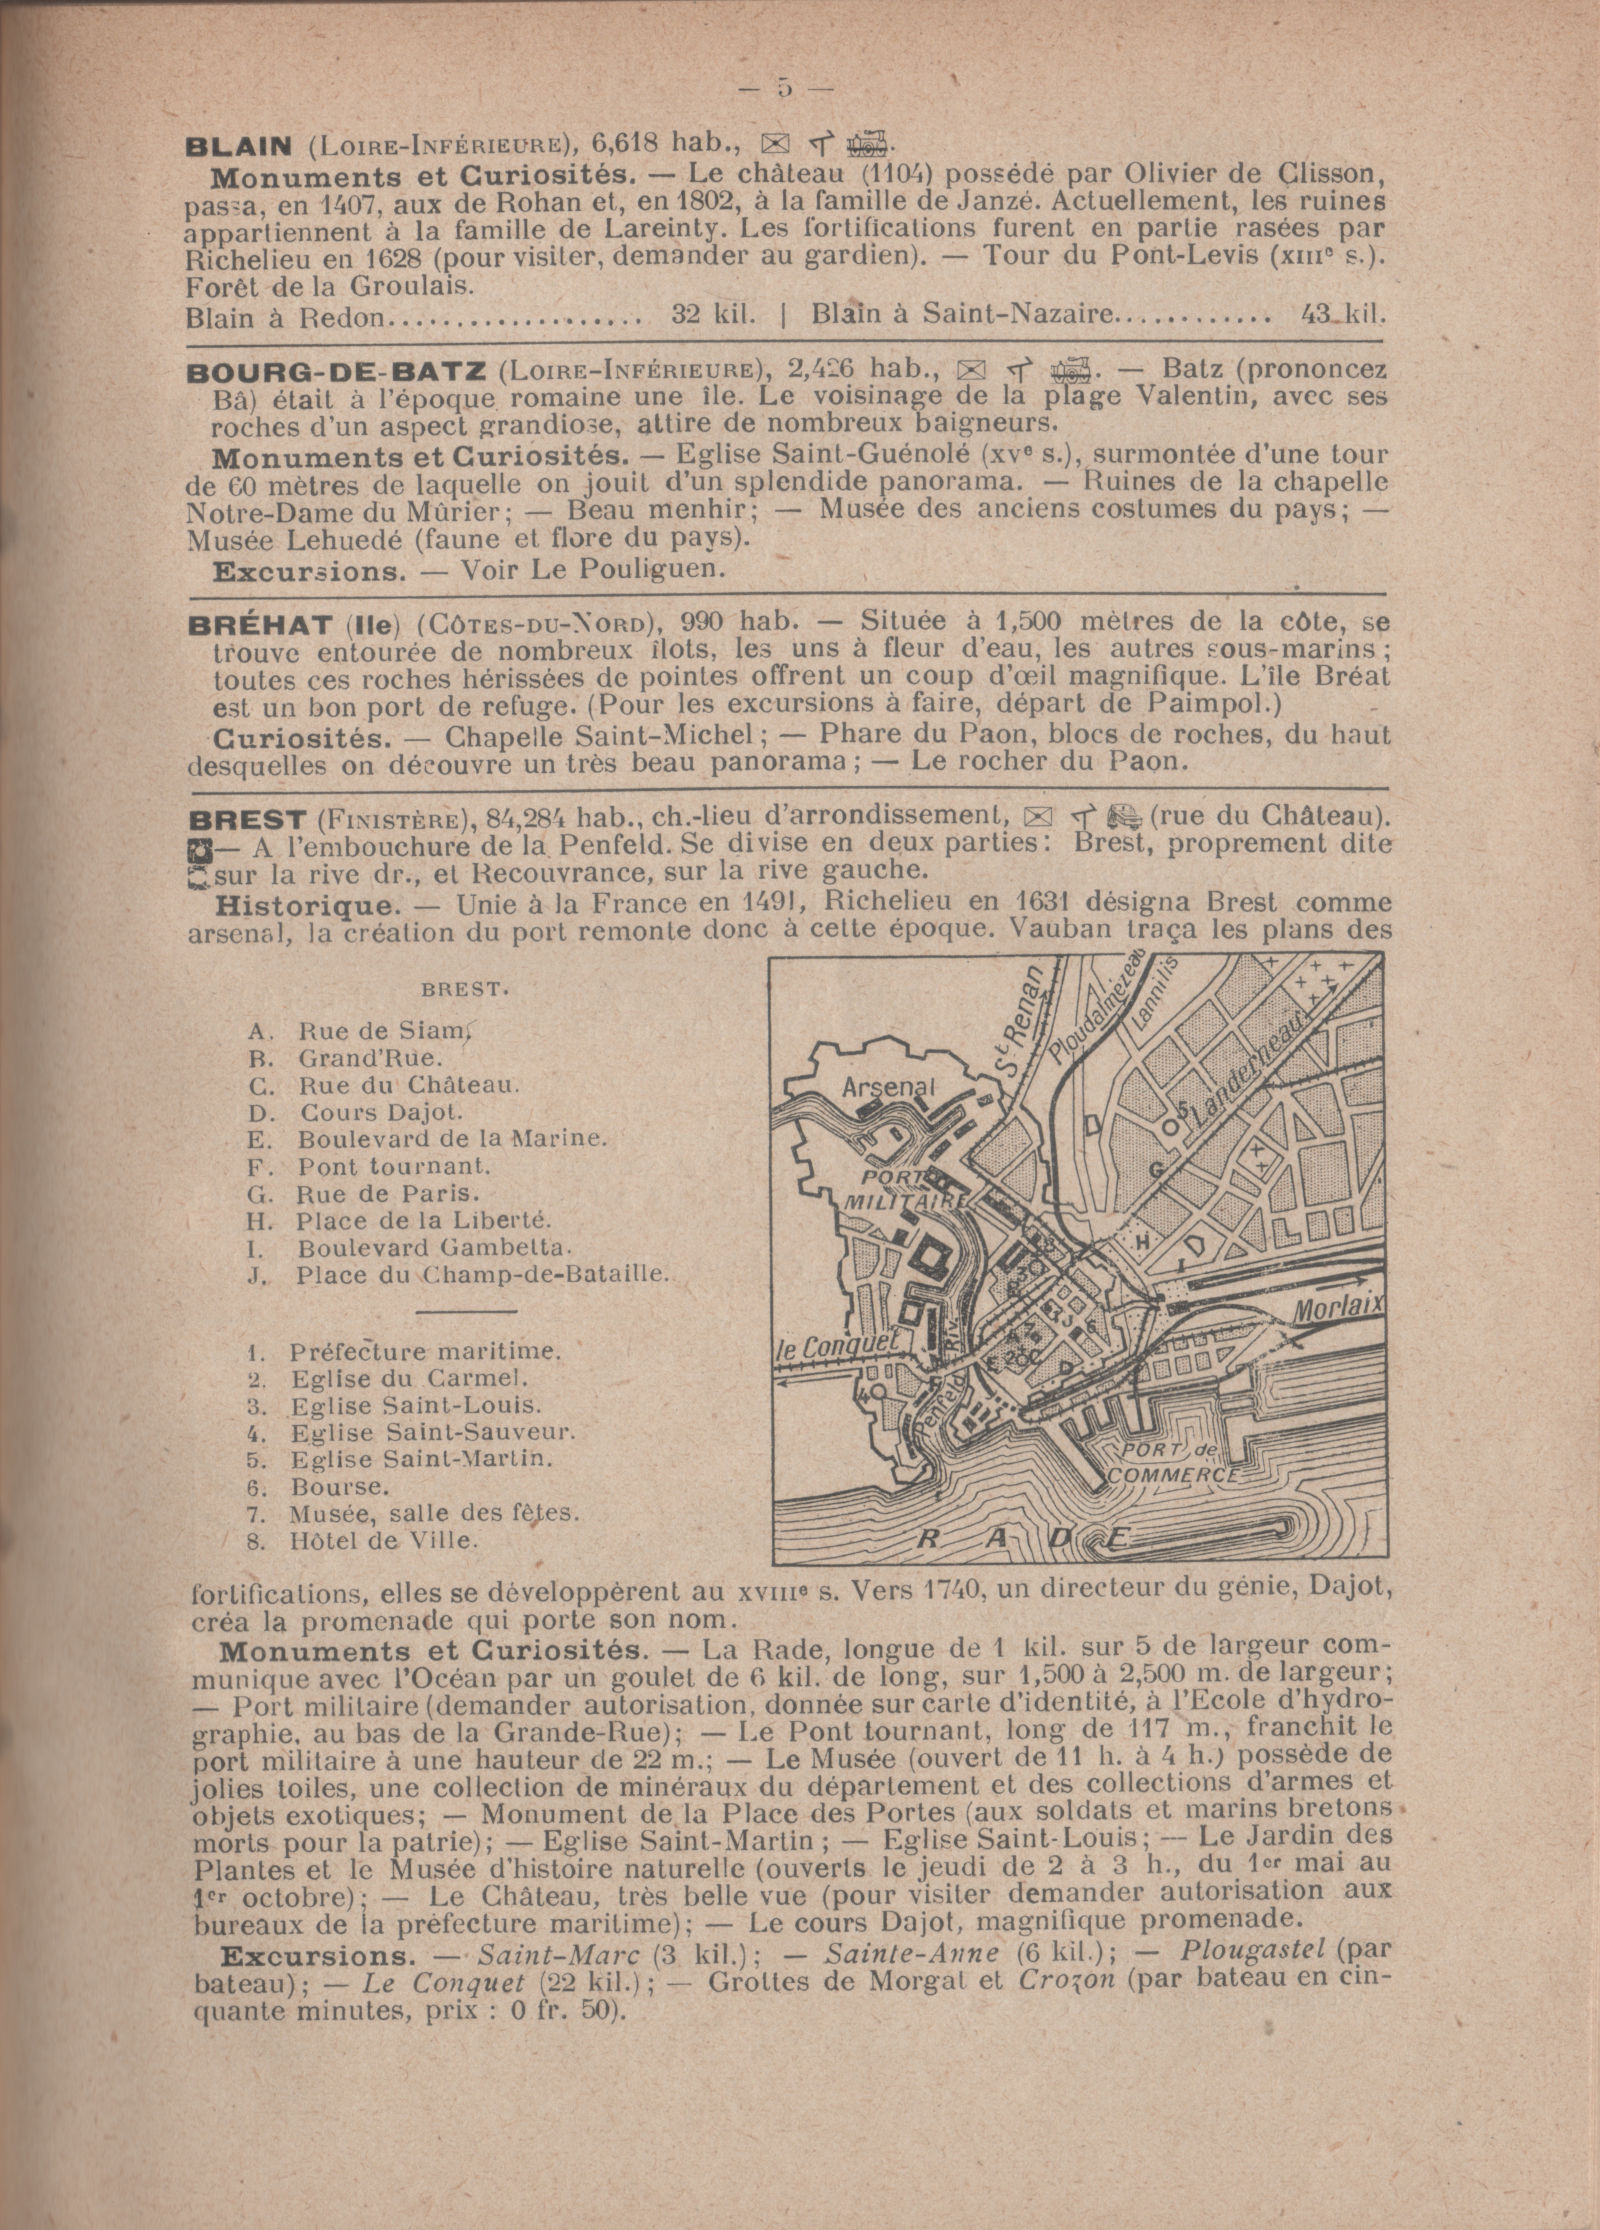 — 5 —
BLAIN (LOIRE-INFÉRIEURE), 6,618 hab.,
Monuments et Curiosités. — Le château (1104) possédé par Olivier de Clisson,
passa, en 1407, aux de Rohan et, en 1802, à la famille de Janzé. Actuellement, les ruines
appartiennent à la famille de Lareinty. Les fortifications furent en partie rasées par
Richelieu en 1628 (pour visiter, demander au gardien). — Tour du Pont-Levis (XIIIe s.).
Forêt de la Groulais.
Blain à Redon................... 32 kil. | Blain à Saint-Nazaire............ 43 kil.
BOURG-DE-BATZ (LOIRE-INFÉRIEURE), 2,426 hab., — Batz (prononcez
Bâ) était à l'époque romaine une île. Le voisinage de la plage Valentin, avec ses
roches d'un aspect grandiose, attire de nombreux baigneurs.
Monuments et Curiosités. — Eglise Saint-Guénolé (XVe s.), surmontée d'une tour
de 60 mètres de laquelle on jouit d'un splendide panorama. — Ruines de la chapelle
Notre-Dame du Mûrier; — Beau menhir; — Musée des anciens costumes du pays; —
Musée Lehuedé (faune et flore du pays).
Excursions. — Voir Le Pouliguen.
BRÉHAT (Ile) (CÔTES-DU-NORD), 990 hab. — Située à 1,500 mètres de la côte, se
trouve entourée de nombreux îlots, les uns à fleur d'eau, les autres sous-marins;
toutes ces roches hérissées de pointes offrent un coup d'œil magnifique. L'île Bréat
est un bon port de refuge. (Pour les excursions à faire, départ de Paimpol.)
Curiosités. — Chapelle Saint-Michel; — Phare du Paon, blocs de roches, du haut
desquelles on découvre un très beau panorama; — Le rocher du Paon.
BREST (FINISTÈRE), 84,284 hab., ch.-lieu d'arrondissement, (rue du Château).
— A l'embouchure de la Penfeld. Se divise en deux parties: Brest, proprement dite
sur la rive dr., et Recouvrance, sur la rive gauche.
Historique. — Unie à la France en 1491, Richelieu en 1631 désigna Brest comme
arsenal, la création du port remonte donc à cette époque. Vauban traça les plans des
BREST.
A. Rue de Siam,
B. Grand'Rue.
C. Rue du Château.
D. Cours Dajot.
E. Boulevard de la Marine.
F. Pont tournant.
G. Rue de Paris.
H. Place de la Liberté.
I. Boulevard Gambetta.
J. Place du Champ-de-Bataille.
1. Préfecture maritime.
2. Eglise du Carmel.
3. Eglise Saint-Louis.
4. Eglise Saint-Sauveur.
5. Eglise Saint-Martin.
6. Bourse.
7. Musée, salle des fêtes.
8. Hôtel de Ville.
St Renan
Ploudalmézeau
Lannilis
Landerneau
Arsenal
PORT
MILITAIRE
G
H
I
Morlaix
le Conquet
Riv.
Penfeld
D
PORT de
COMMERCE
RADE
fortifications, elles se développèrent au XVIIIe s. Vers 1740, un directeur du génie, Dajot,
créa la promenade qui porte son nom.
Monuments et Curiosités. — La Rade, longue de 1 kil. sur 5 de largeur com-
munique avec l'Océan par un goulet de 6 kil. de long, sur 1,500 à 2,500 m. de largeur;
— Port militaire (demander autorisation, donnée sur carte d'identité, à l'Ecole d'hydro-
graphie, au bas de la Grande-Rue); — Le Pont tournant, long de 117 m., franchit le
port militaire à une hauteur de 22 m.; — Le Musée (ouvert de 11 h. à 4 h.) possède de
jolies toiles, une collection de minéraux du département et des collections d'armes et
objets exotiques; — Monument de la Place des Portes (aux soldats et marins bretons
morts pour la patrie); — Eglise Saint-Martin; — Eglise Saint-Louis; — Le Jardin des
Plantes et le Musée d'histoire naturelle (ouverts le jeudi de 2 à 3 h., du 1er mai au
1er octobre); — Le Château, très belle vue (pour visiter demander autorisation aux
bureaux de la préfecture maritime); — Le cours Dajot, magnifique promenade.
Excursions. — Saint-Marc (3 kil.); — Sainte-Anne (6 kil.); — Plougastel (par
bateau); — Le Conquet (22 kil.); — Grottes de Morgat et Crozon (par bateau en cin-
quante minutes, prix : 0 fr. 50).